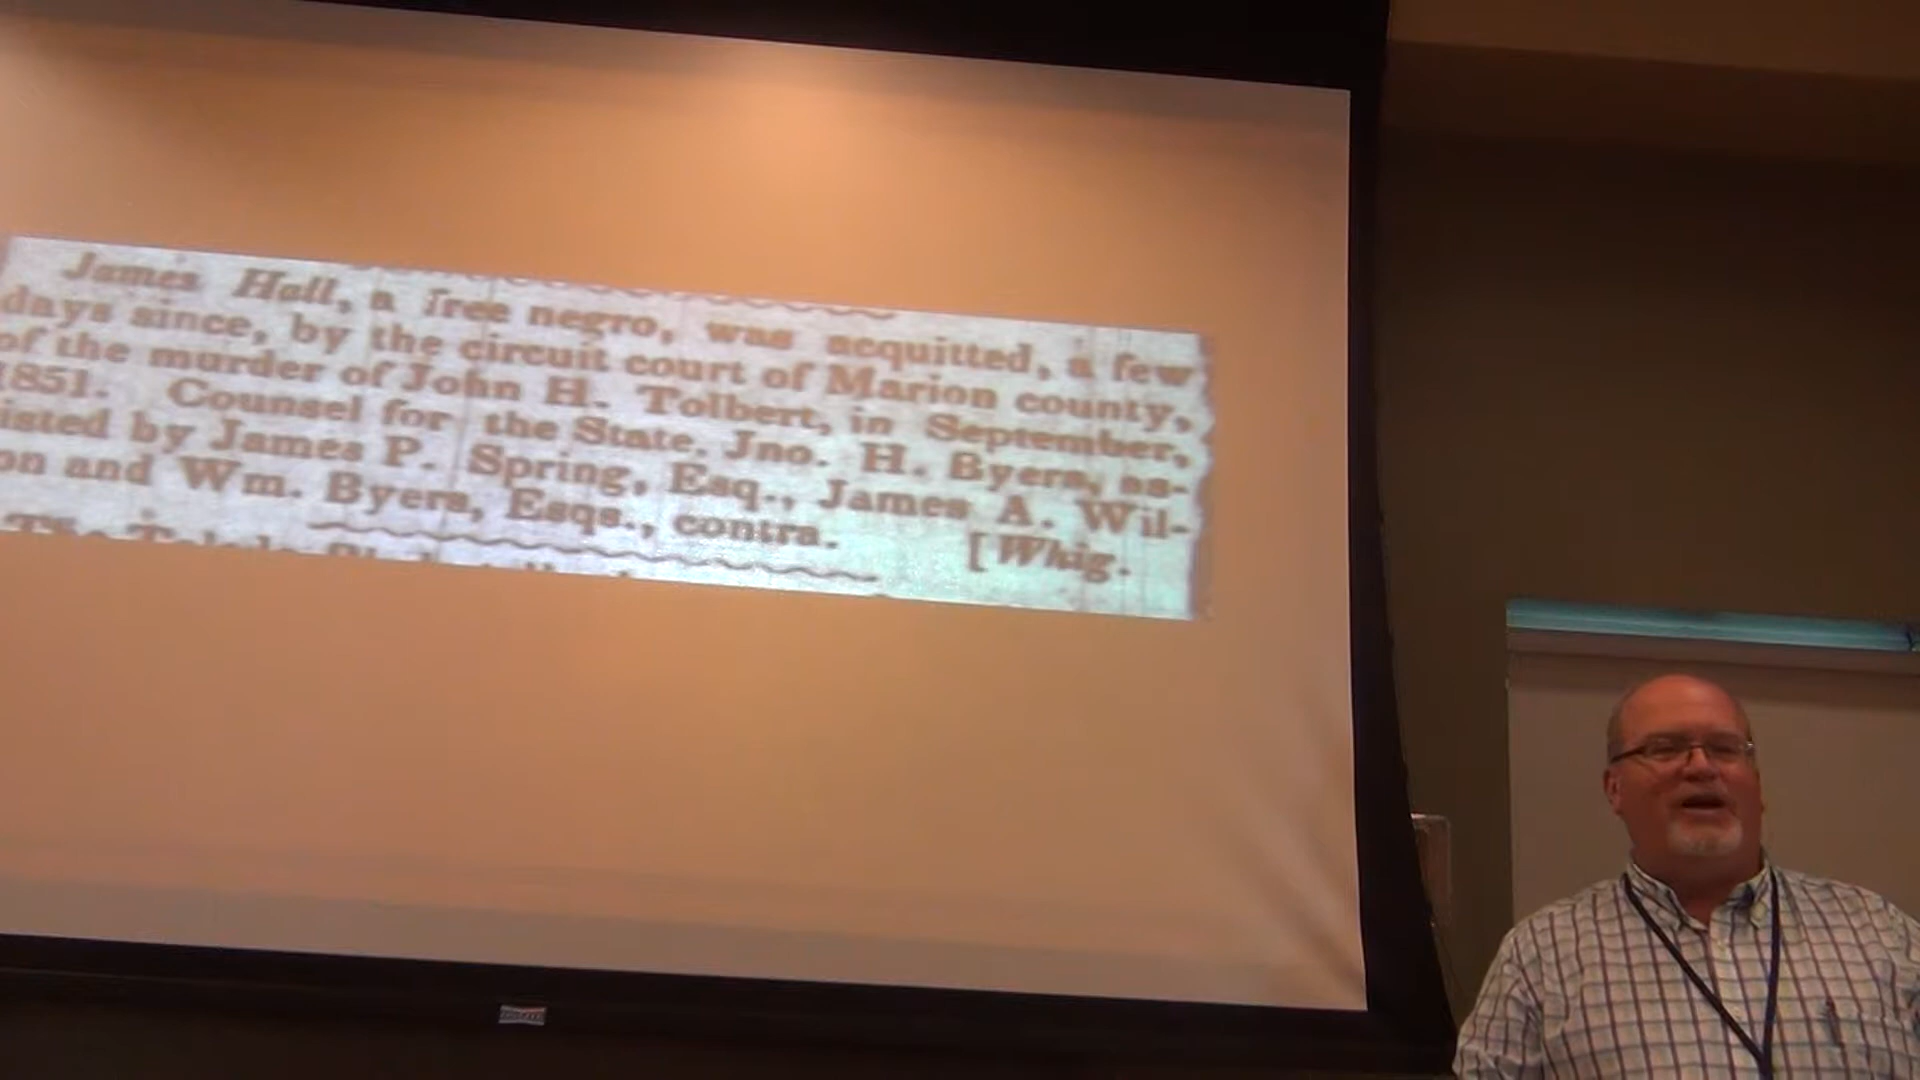 James Hall, a free negro, was acquitted, a few
days since, by the circuit court of Marion county,
of the murder of John H. Tolbert, in September,
1851. Counsel for the State, Jno. H. Byers, as-
isted by James P. Spring, Esq., James A. Wil-
on and Wm. Byers, Esqs., contra. [Whig.